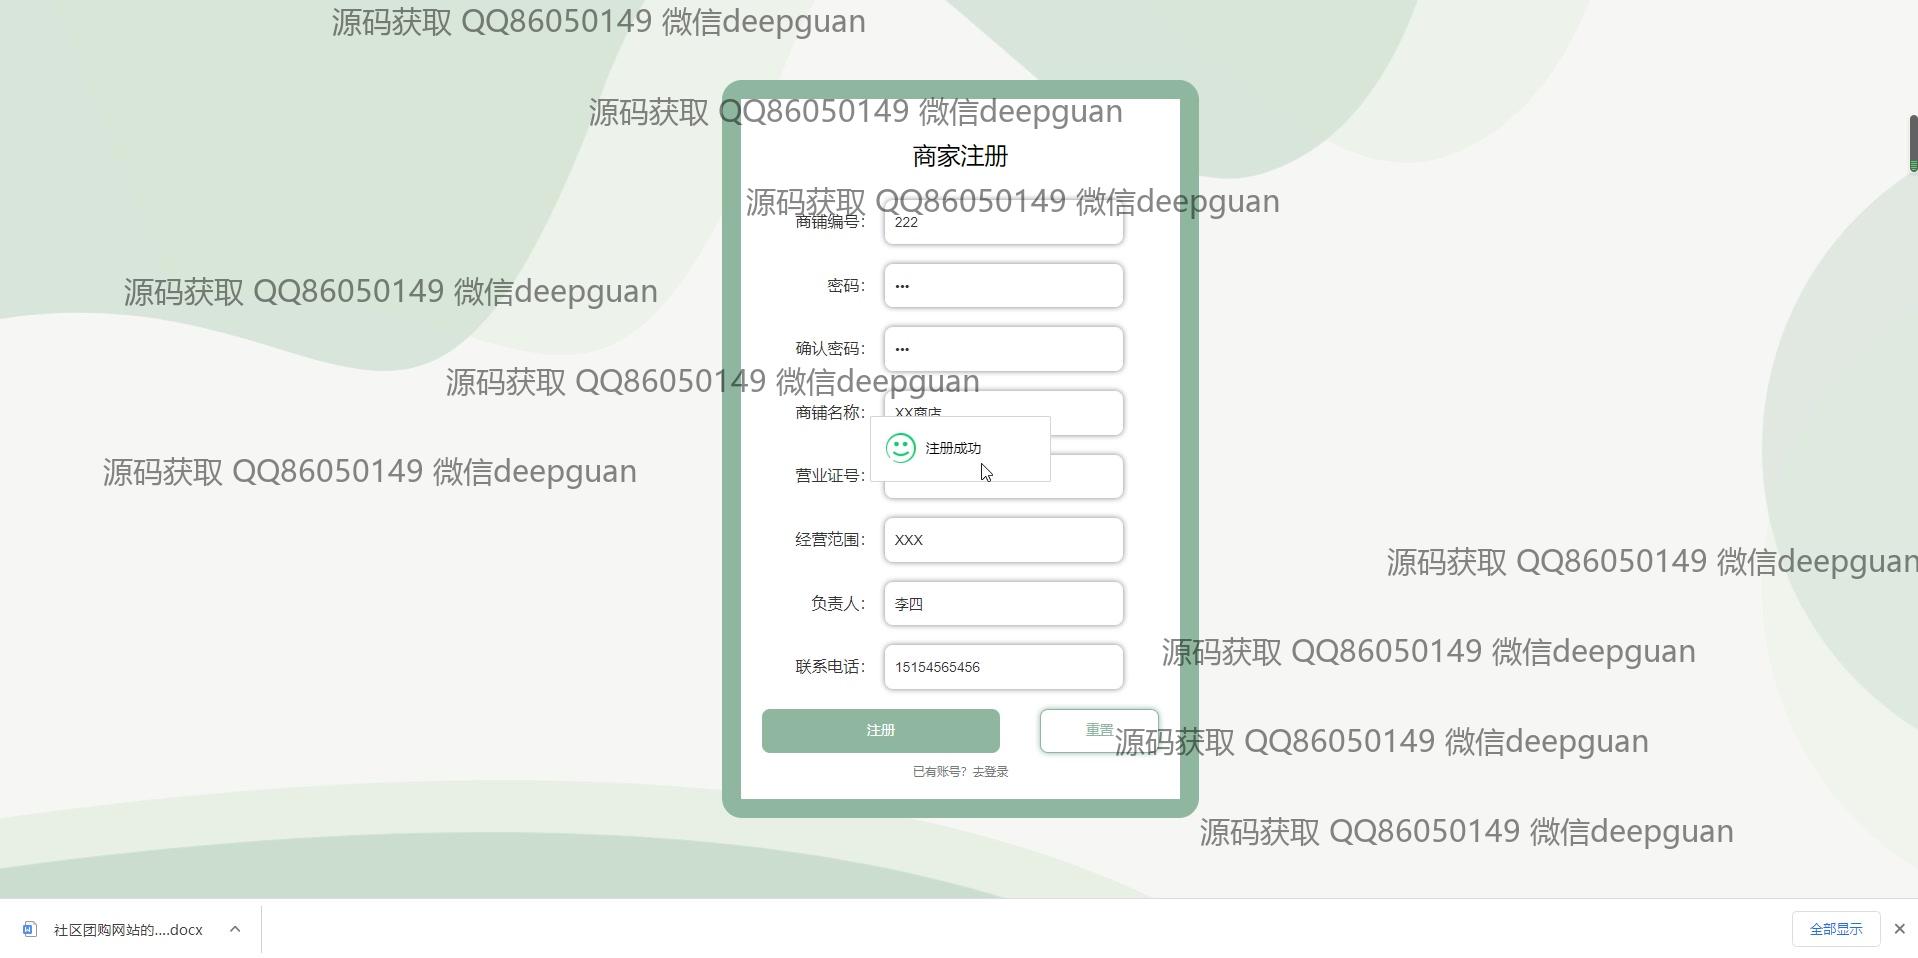 源码获取 QQ86050149 微信deepguan
源码获取 QQ86050149 微信deepguan
商家注册
源码获取 QQ86050149 微信deepguan
商铺编号：
222
密码：
•••
源码获取 QQ86050149 微信deepguan
确认密码：
•••
源码获取 QQ86050149 微信deepguan
商铺名称：
XX商店
注册成功
源码获取 QQ86050149 微信deepguan
营业证号：
经营范围：
XXX
源码获取 QQ86050149 微信deepguan
负责人：
李四
源码获取 QQ86050149 微信deepguan
联系电话：
15154565456
注册
重置
源码获取 QQ86050149 微信deepguan
已有账号？去登录
源码获取 QQ86050149 微信deepguan
社区团购网站的....docx
全部显示